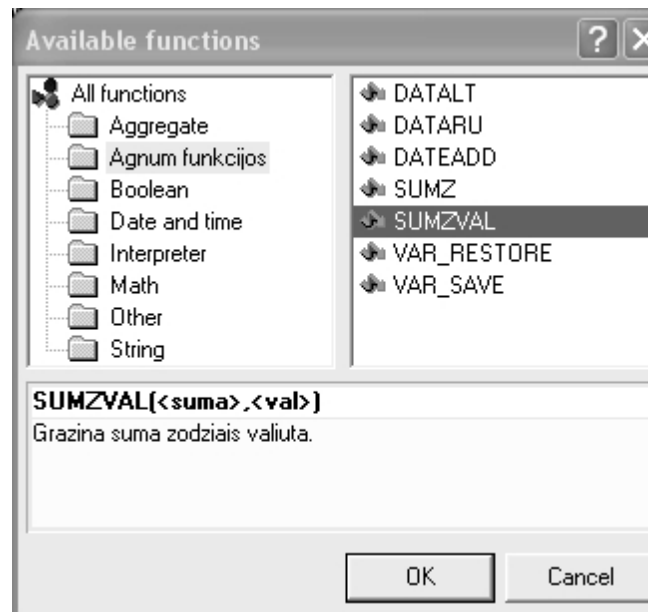 Available functions
All functions
Aggregate
Agnum funkcijos
Boolean
Date and time
Interpreter
Math
Other
String
DATALT
DATARU
DATEADD
SUMZ
SUMZVAL
VAR_RESTORE
VAR_SAVE
SUMZVAL(<suma>,<val>)
Grazina suma zodziais valiuta.
OK
Cancel